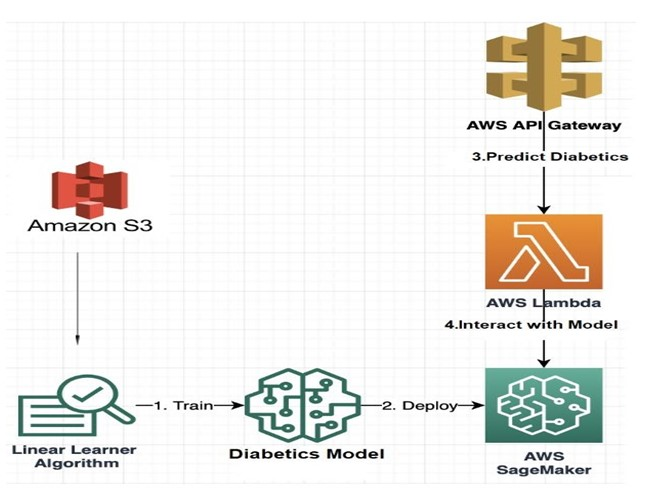 AWS API Gateway
3.Predict Diabetics
Amazon S3
AWS Lambda
4.Interact with Model
1. Train
2. Deploy
Linear Learner
Algorithm
Diabetics Model
AWS
SageMaker